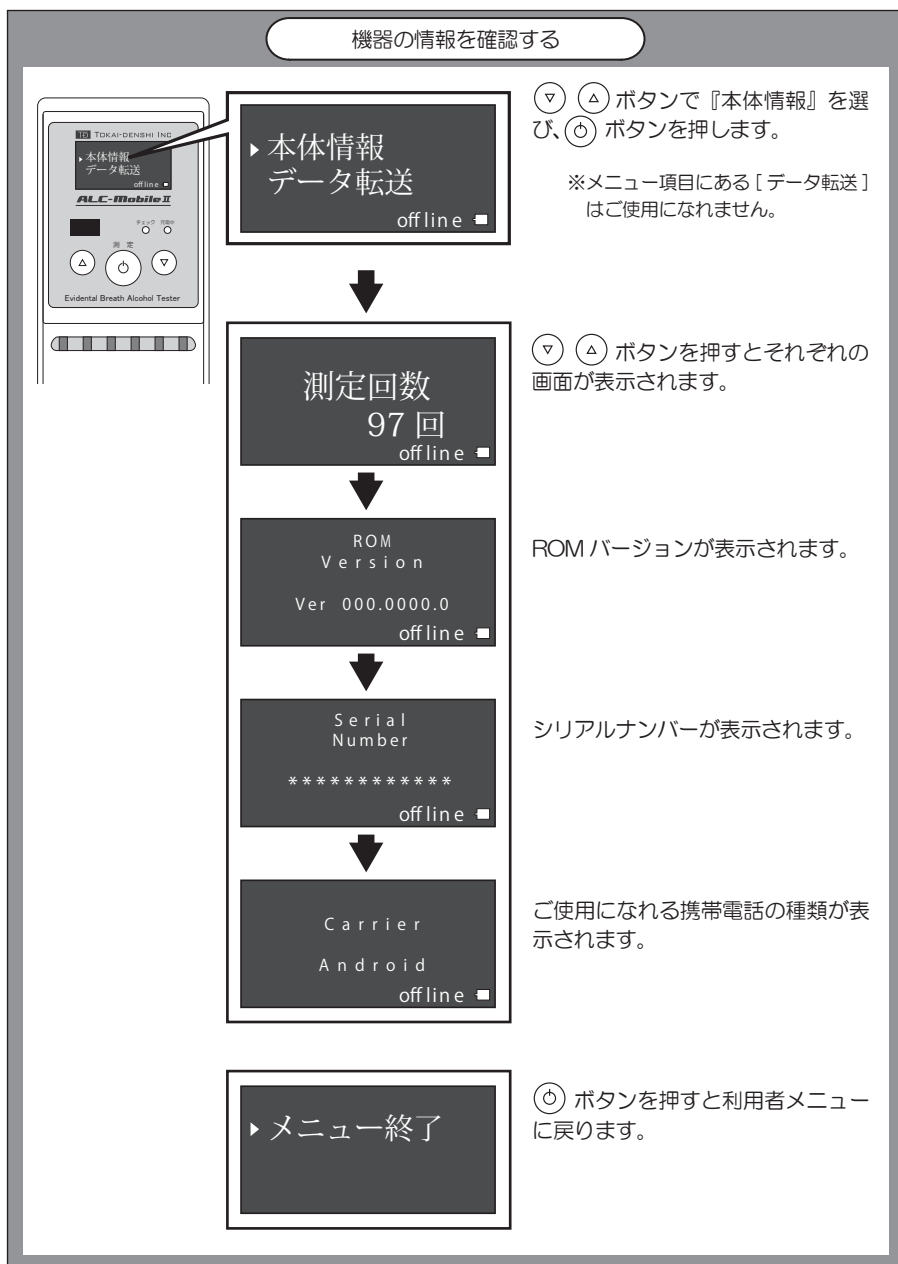 機器の情報を確認する
TD TOKAI-DENSHI INC
本体情報
データ転送
offline
ALC-Mobile II
チェック 充電中
測 定
Evidental Breath Alcohol Tester
本体情報
データ転送
offline
ボタンで『本体情報』を選
び、 ボタンを押します。
※メニュー項目にある [ データ転送 ]
はご使用になれません。
測定回数
97 回
offline
ボタンを押すとそれぞれの
画面が表示されます。
ROM
Version
Ver 000.0000.0
offline
ROM バージョンが表示されます。
Serial
Number
************
offline
シリアルナンバーが表示されます。
Carrier
Android
offline
ご使用になれる携帯電話の種類が表
示されます。
メニュー終了
ボタンを押すと利用者メニュー
に戻ります。